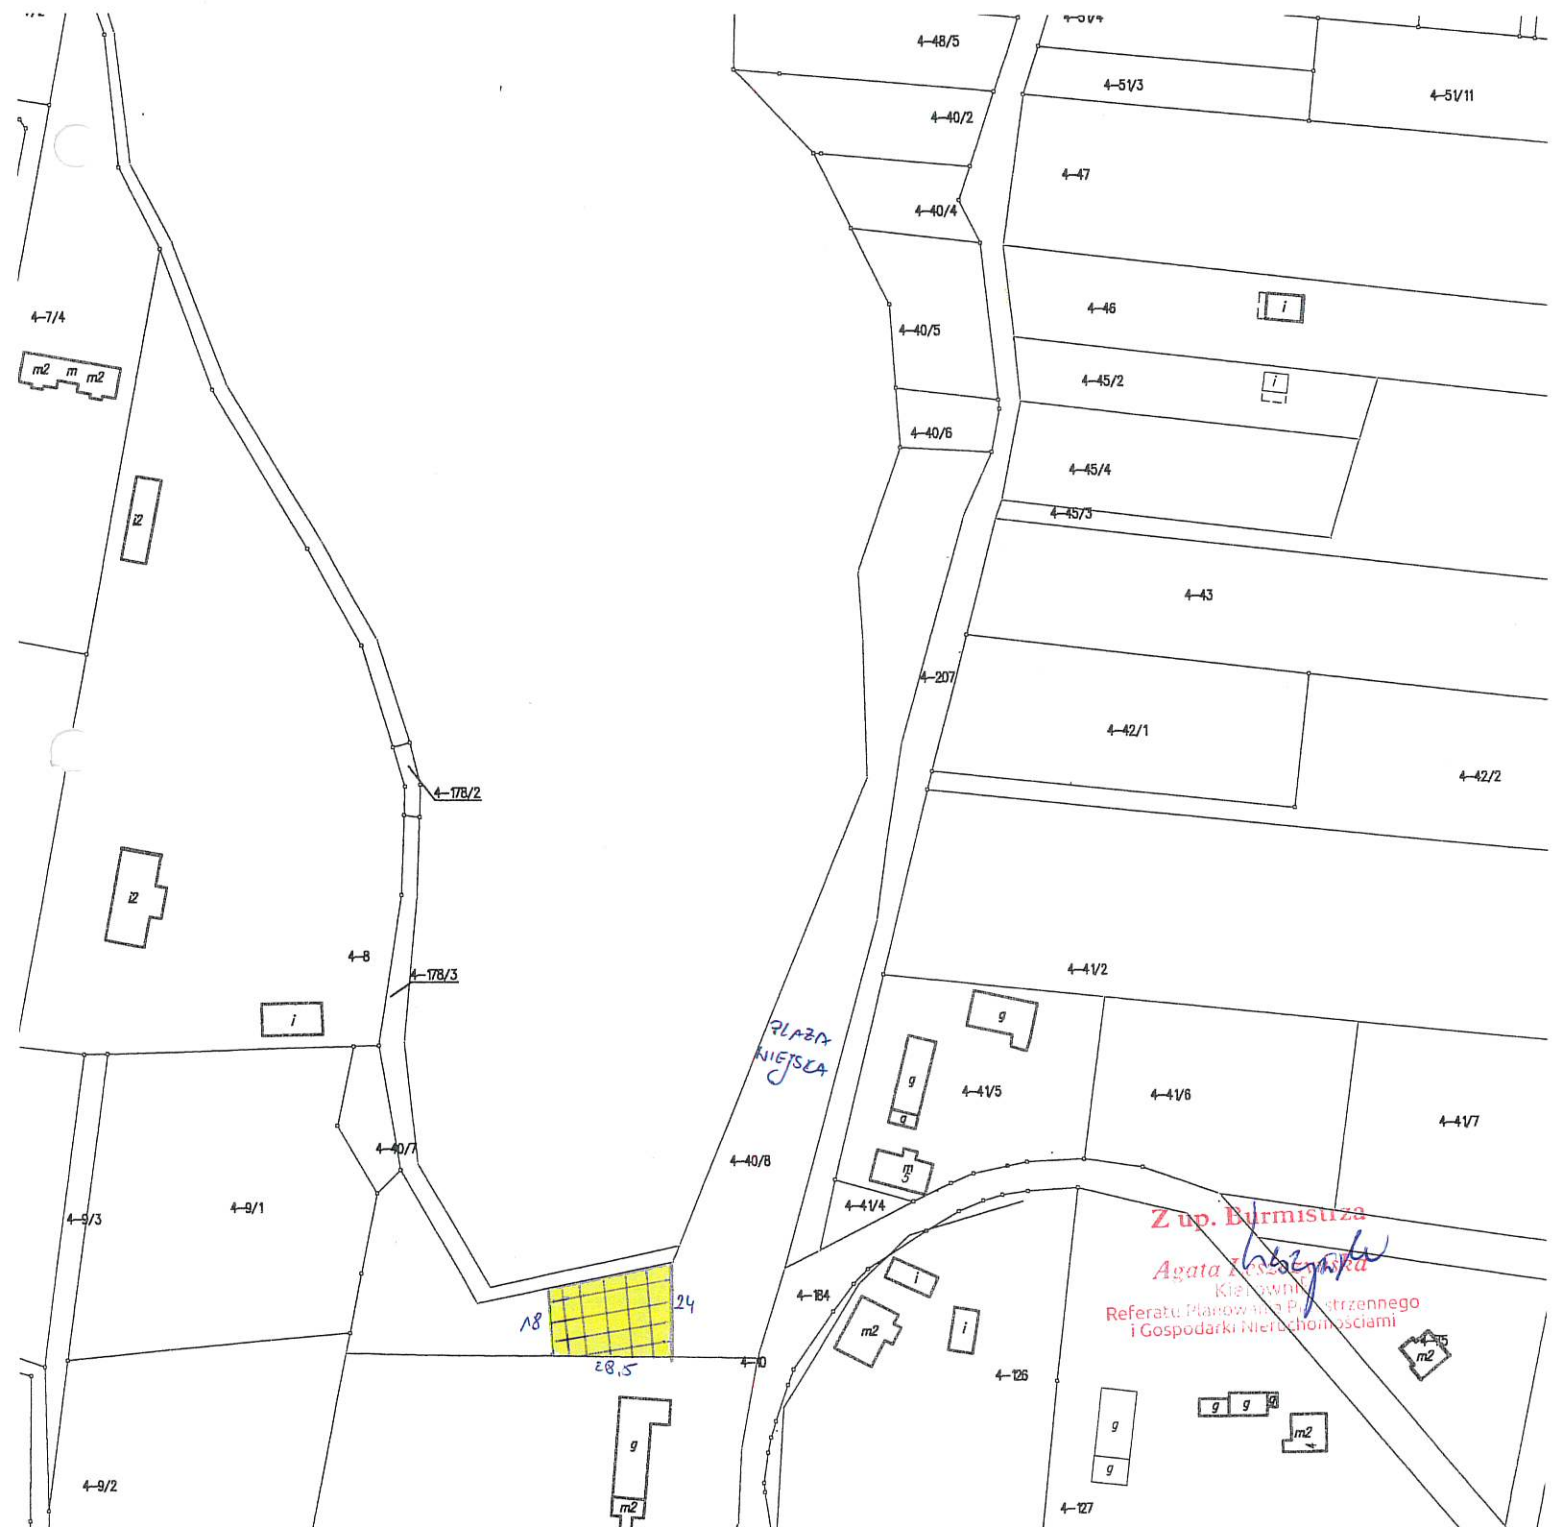 4-48/5
4-51/4
4-51/3
4-51/11
4-40/2
4-47
4-40/4
4-7/4
4-46
i
4-40/5
m2 m m2
4-45/2
i
4-40/6
4-45/4
i2
4-45/3
4-43
4-207
4-42/1
4-42/2
4-178/2
i2
4-8
4-178/3
4-41/2
i
g
PLAŻA
MIEJSKA
g
4-41/5
4-41/6
4-41/7
g
4-40/7
4-40/8
m
5
4-9/3
4-9/1
4-41/4
Z up. Burmistrza
Agata
Kierownik
Referatu Planowania Przestrzennego
i Gospodarki Nieruchomościami
i
4-184
18
24
m2
i
28,5
4-10
4-126
m2
g
g
g
g
m2
g
g
4-9/2
m2
4-127